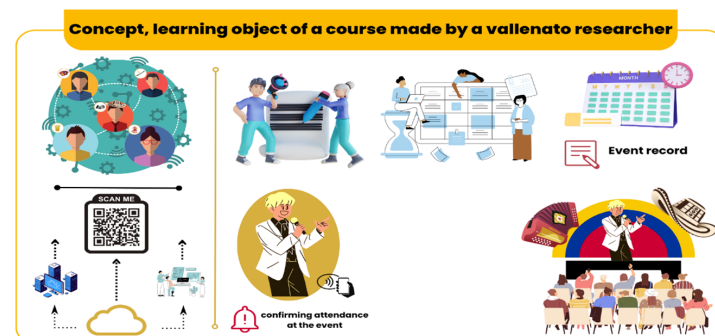 Concept, learning object of a course made by a vallenato researcher
MONTH
M T W T F S
Event record
SCAN ME
confirming attendance
at the event